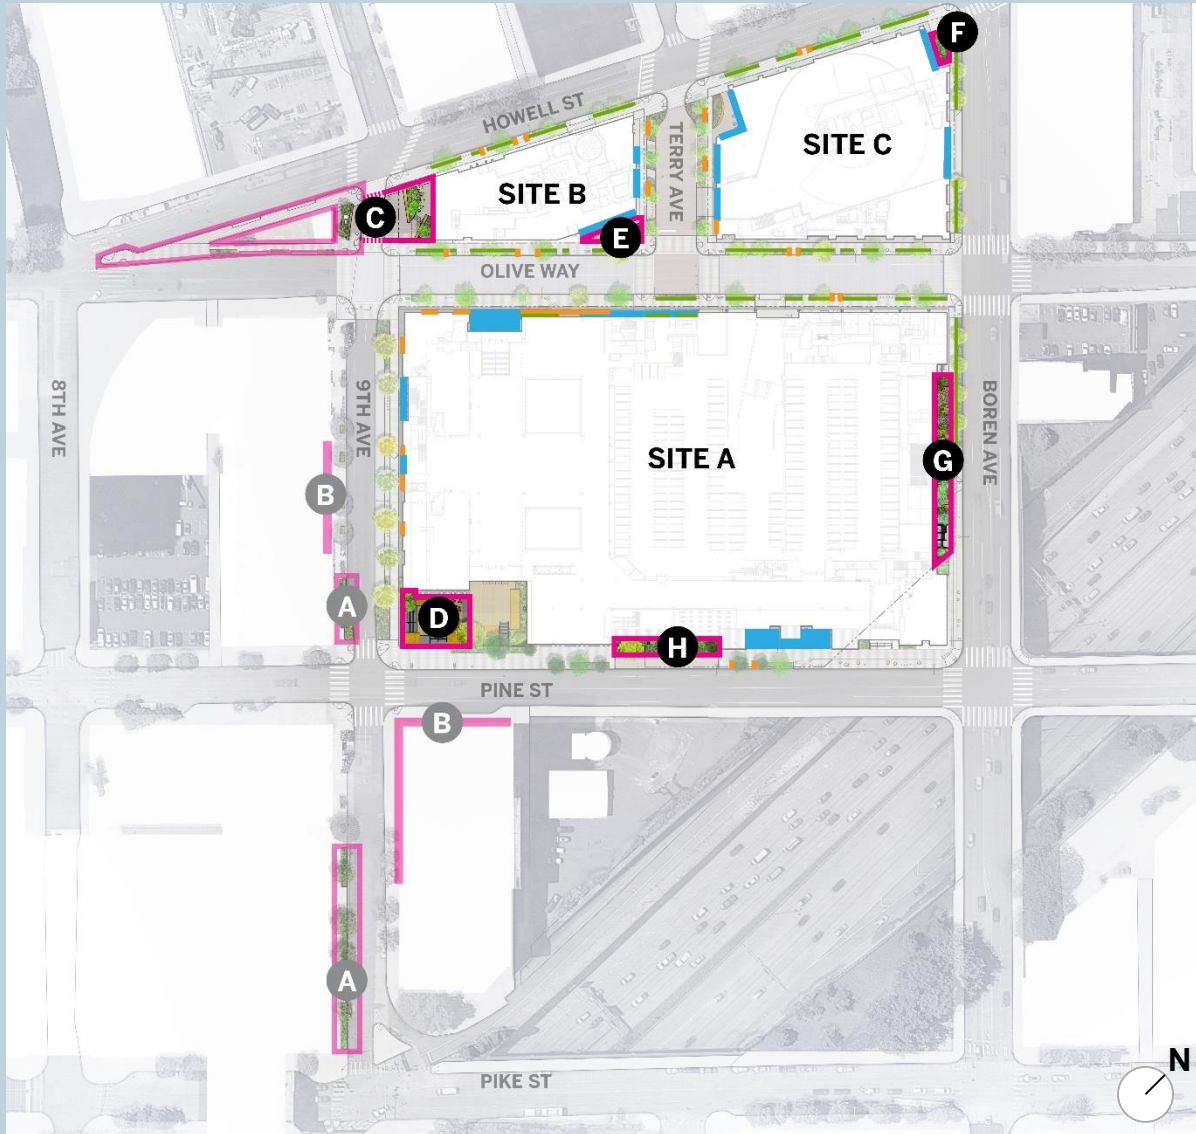 F
HOWELL ST
TERRY AVE
SITE C
SITE B
C
E
OLIVE WAY
8TH AVE
9TH AVE
BOREN AVE
SITE A
G
B
A
D
H
PINE ST
B
A
N
PIKE ST